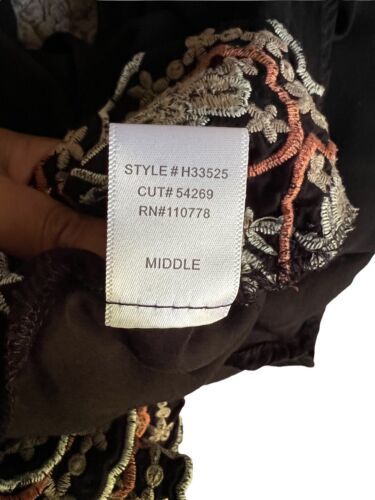 STYLE # H33525
CUT# 54269
RN#110778
MIDDLE